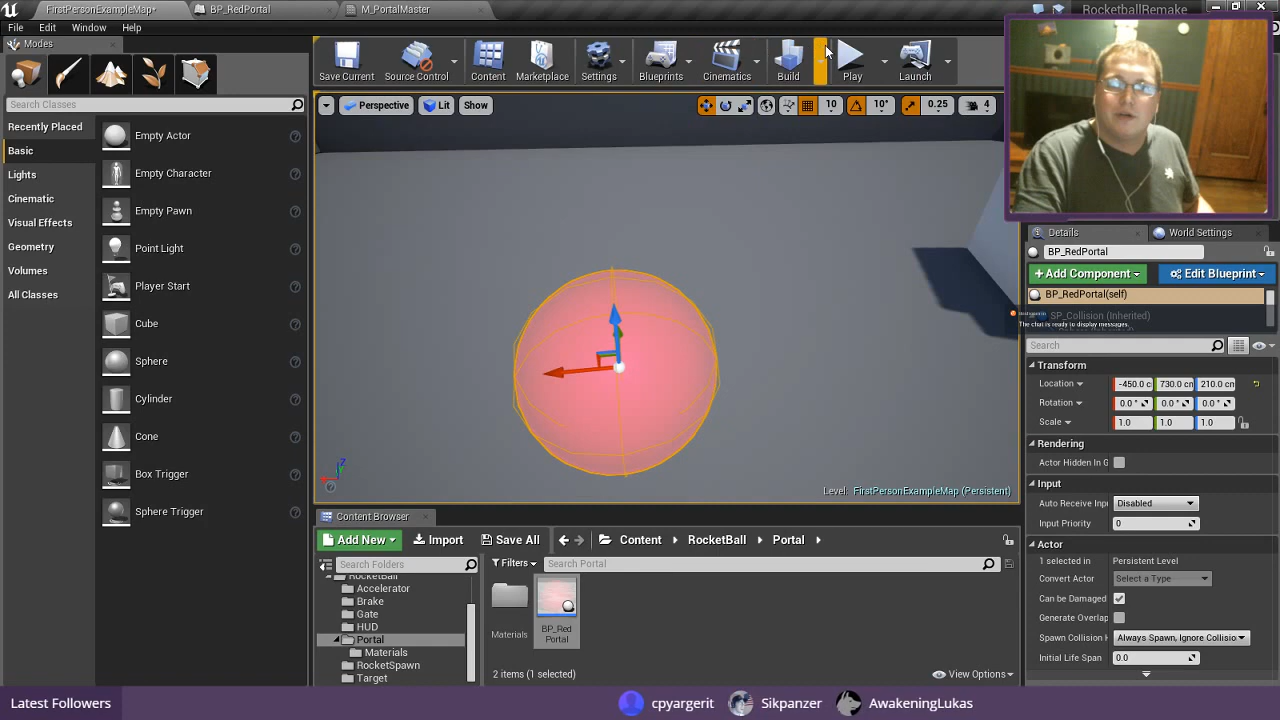 FirstPersonExampleMap*
BP_RedPortal
M_PortalMaster
RocketballRemake
File
Edit
Window
Help
Modes
Search Classes
Recently Placed
Basic
Lights
Cinematic
Visual Effects
Geometry
Volumes
All Classes
Empty Actor
Empty Character
Empty Pawn
Point Light
Player Start
Cube
Sphere
Cylinder
Cone
Box Trigger
Sphere Trigger
Save Current
Source Control
Content
Marketplace
Settings
Blueprints
Cinematics
Build
Play
Launch
Perspective
Lit
Show
10
10°
0.25
4
Z
Level: FirstPersonExampleMap (Persistent)
Content Browser
Add New
Import
Save All
Content
RocketBall
Portal
Search Folders
Filters
Search Portal
RocketBall
Accelerator
Brake
Gate
HUD
Portal
Materials
RocketSpawn
Target
Materials
BP_Red
Portal
2 items (1 selected)
View Options
Details
World Settings
BP_RedPortal
+ Add Component
Edit Blueprint
BP_RedPortal(self)
SP_Collision (Inherited)
The chat is ready to display messages.
Search
Transform
Location
-450.0 cn
730.0 cn
210.0 cn
Rotation
0.0 °
0.0 °
0.0 °
Scale
1.0
1.0
1.0
Rendering
Actor Hidden In G
Input
Auto Receive Inpu
Disabled
Input Priority
0
Actor
1 selected in
Persistent Level
Convert Actor
Select a Type
Can be Damaged
Generate Overlap
Spawn Collision H
Always Spawn, Ignore Collisio
Initial Life Span
0.0
Latest Followers
cpyargerit
Sikpanzer
AwakeningLukas